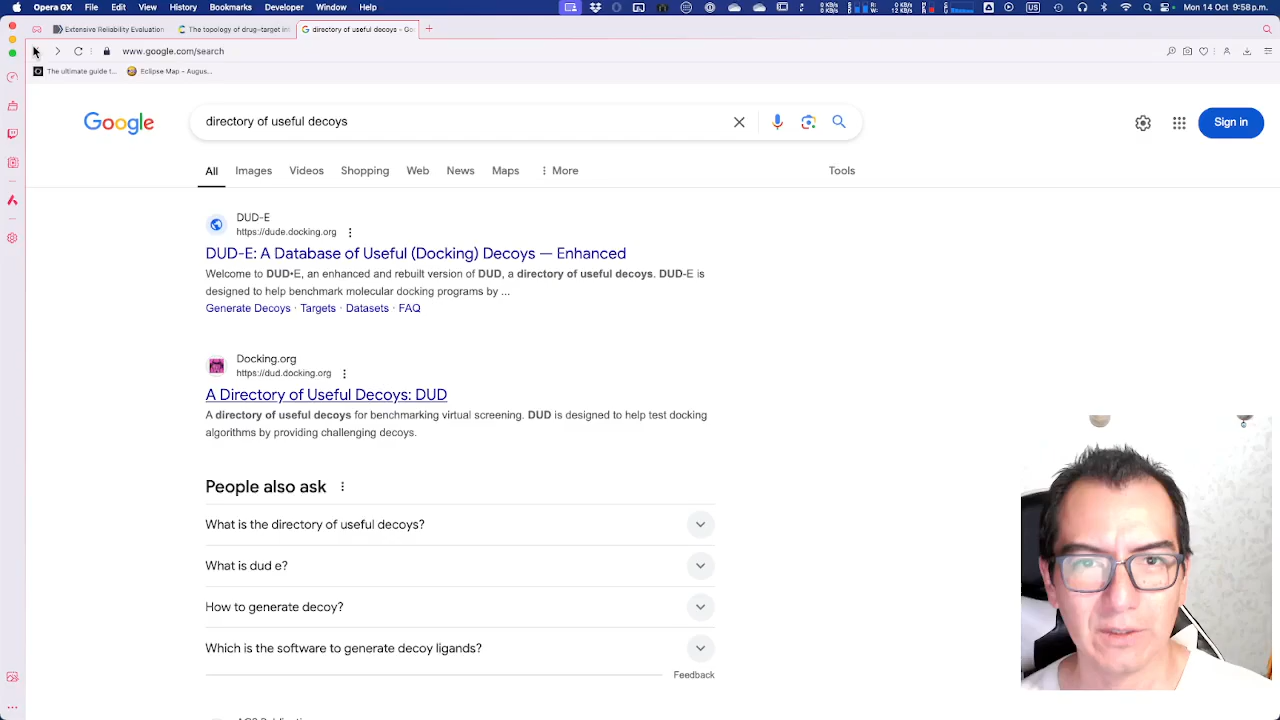 Opera GX File Edit View History Bookmarks Developer Window Help
Mon Nov 18
Extensive Reliability Evaluation
The topology of drug-target int
directory of useful decoys - Goo
www.google.com/search
The ultimate guide t...
Eclipse Map – Augus...
Google
directory of useful decoys
Sign in
All Images Videos Shopping Web News Maps More Tools
DUD-E
https://dude.docking.org
DUD-E: A Database of Useful (Docking) Decoys — Enhanced
Welcome to DUD•E, an enhanced and rebuilt version of DUD, a directory of useful decoys. DUD-E is
designed to help benchmark molecular docking programs by ...
Generate Decoys · Targets · Datasets · FAQ
Docking.org
https://dud.docking.org
A Directory of Useful Decoys: DUD
A directory of useful decoys for benchmarking virtual screening. DUD is designed to help test docking
algorithms by providing challenging decoys.
People also ask
What is the directory of useful decoys?
What is dud e?
How to generate decoy?
Which is the software to generate decoy ligands?
Feedback